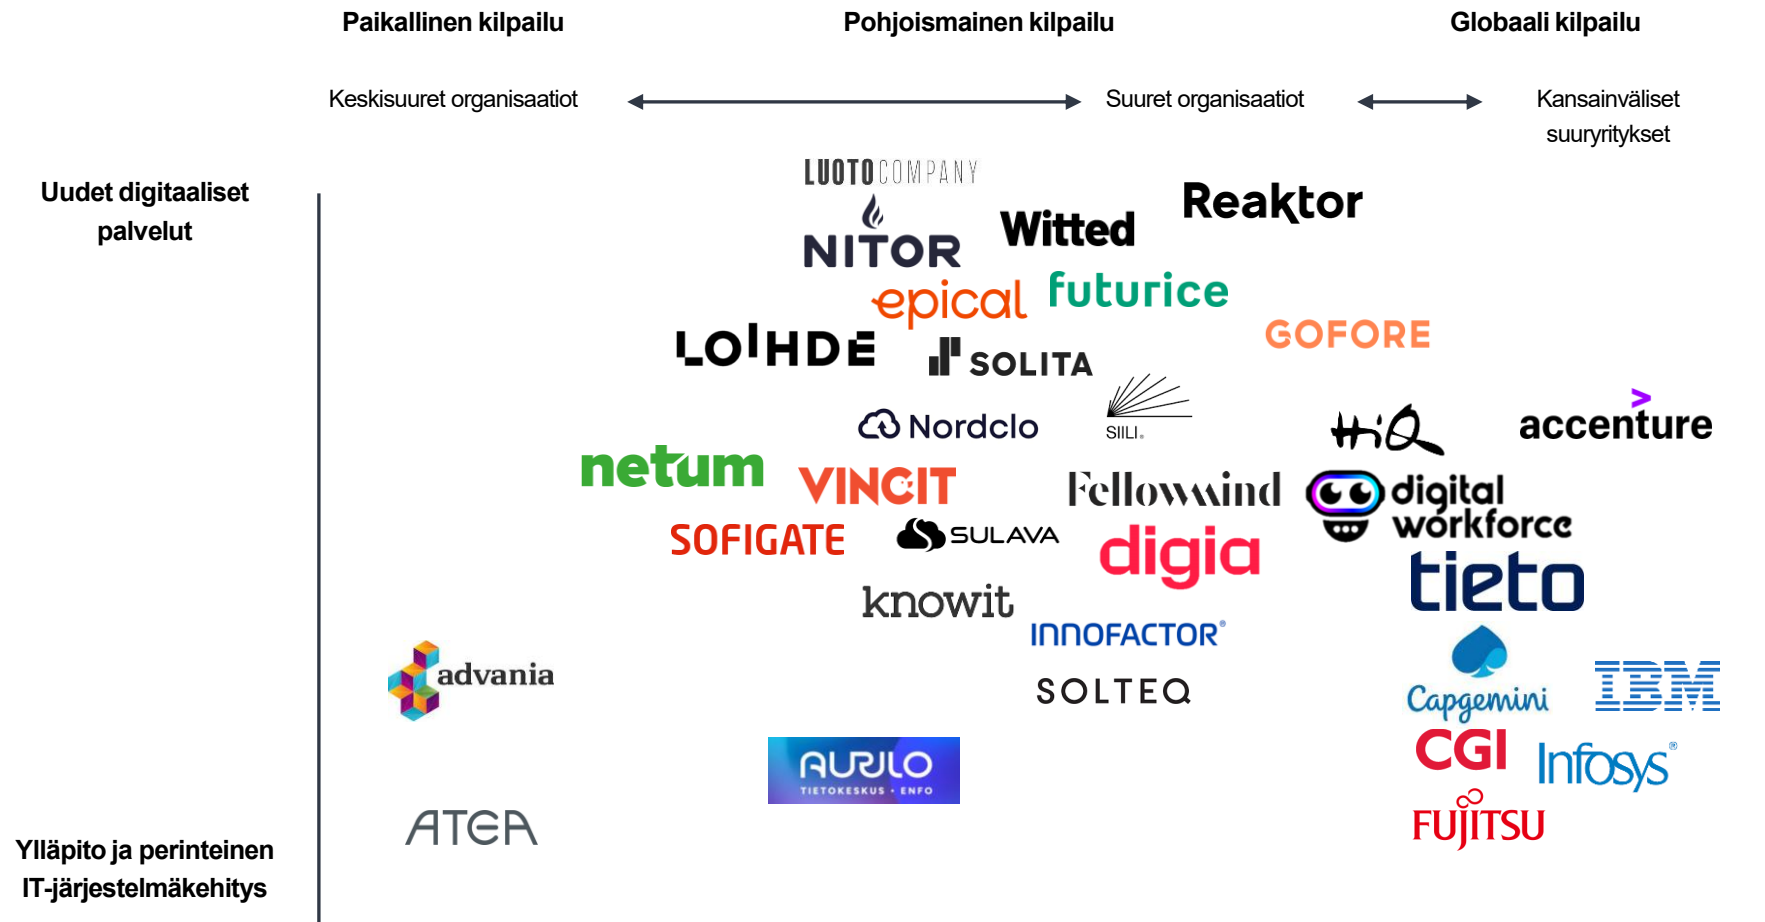 Paikallinen kilpailu
Pohjoismainen kilpailu
Globaali kilpailu
Keskisuuret organisaatiot
Suuret organisaatiot
Kansainväliset
suuryritykset
Uudet digitaaliset
palvelut
LUOTO COMPANY
NITOR
Witted
Reaktor
epical
futurice
LOIHDE
SOLITA
GOFORE
Nordclo
SIILI®
HiQ
accenture
netum
VINCIT
Fellowmind
digital
workforce
SOFIGATE
SULAVA
digia
tieto
knowit
INNOFACTOR®
advania
SOLTEQ
Capgemini
IBM
AURILO
TIETOKESKUS • ENFO
CGI
Infosys®
ATEA
FUJITSU
Ylläpito ja perinteinen
IT-järjestelmäkehitys